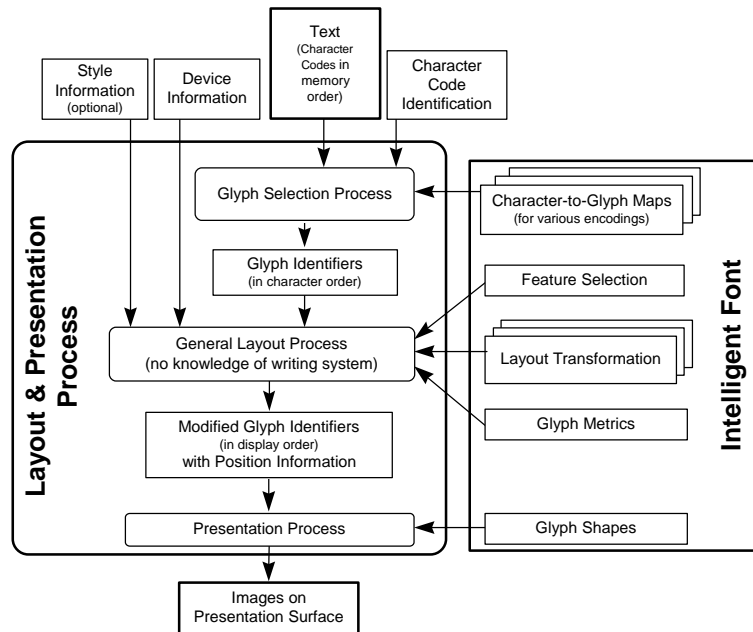 Text
(Character
Codes in
memory
order)
Style
Information
(optional)
Device
Information
Character
Code
Identification
Layout & Presentation
Process
Glyph Selection Process
Glyph Identifiers
(in character order)
General Layout Process
(no knowledge of writing system)
Modified Glyph Identifiers
(in display order)
with Position Information
Presentation Process
Images on
Presentation Surface
Character-to-Glyph Maps
(for various encodings)
Feature Selection
Layout Transformation
Glyph Metrics
Glyph Shapes
Intelligent Font